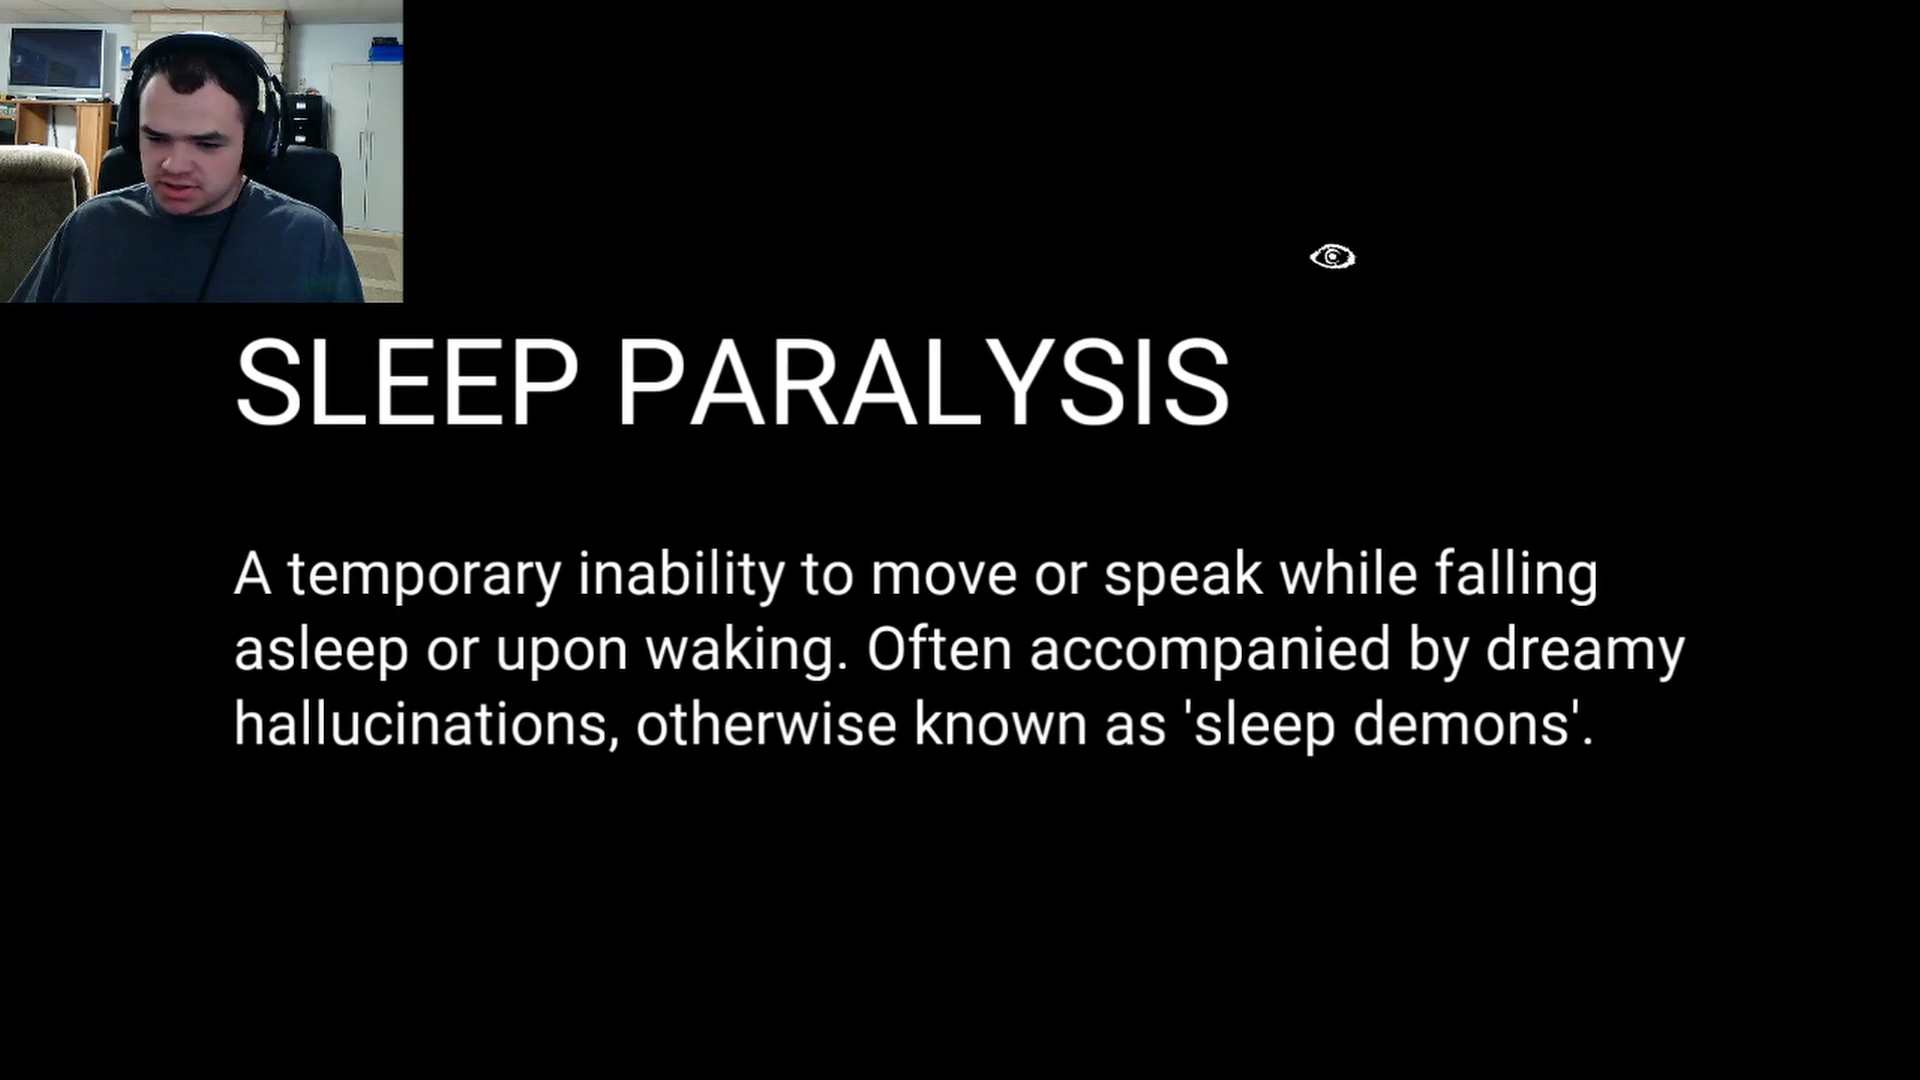 SLEEP PARALYSIS
A temporary inability to move or speak while falling
asleep or upon waking. Often accompanied by dreamy
hallucinations, otherwise known as 'sleep demons'.